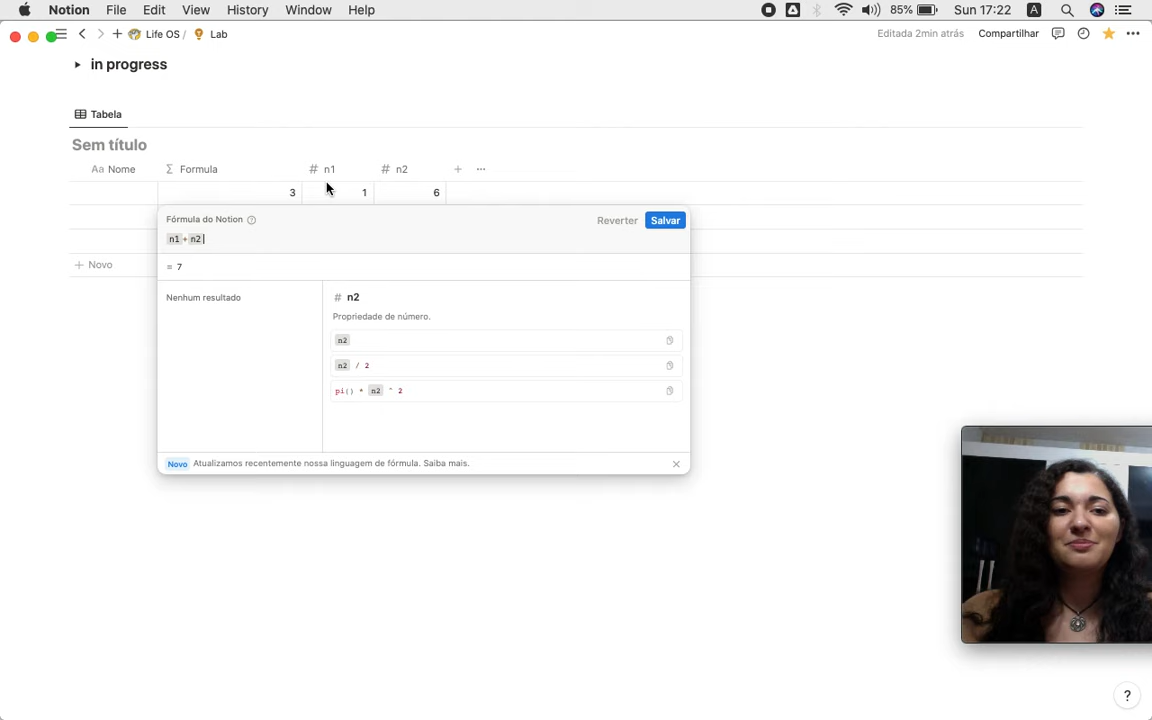 Notion File Edit View History Window Help 85% Sun 17:22 A
+ Life OS / Lab Editada 2min atrás Compartilhar
in progress
Tabela
Sem título
Aa Nome Σ Formula # n1 # n2 +
3 1 6
Fórmula do Notion Reverter Salvar
n1 + n2
= 7
+ Novo
Nenhum resultado
# n2
Propriedade de número.
n2
n2 / 2
pi() * n2 ^ 2
Novo Atualizamos recentemente nossa linguagem de fórmula. Saiba mais.
?